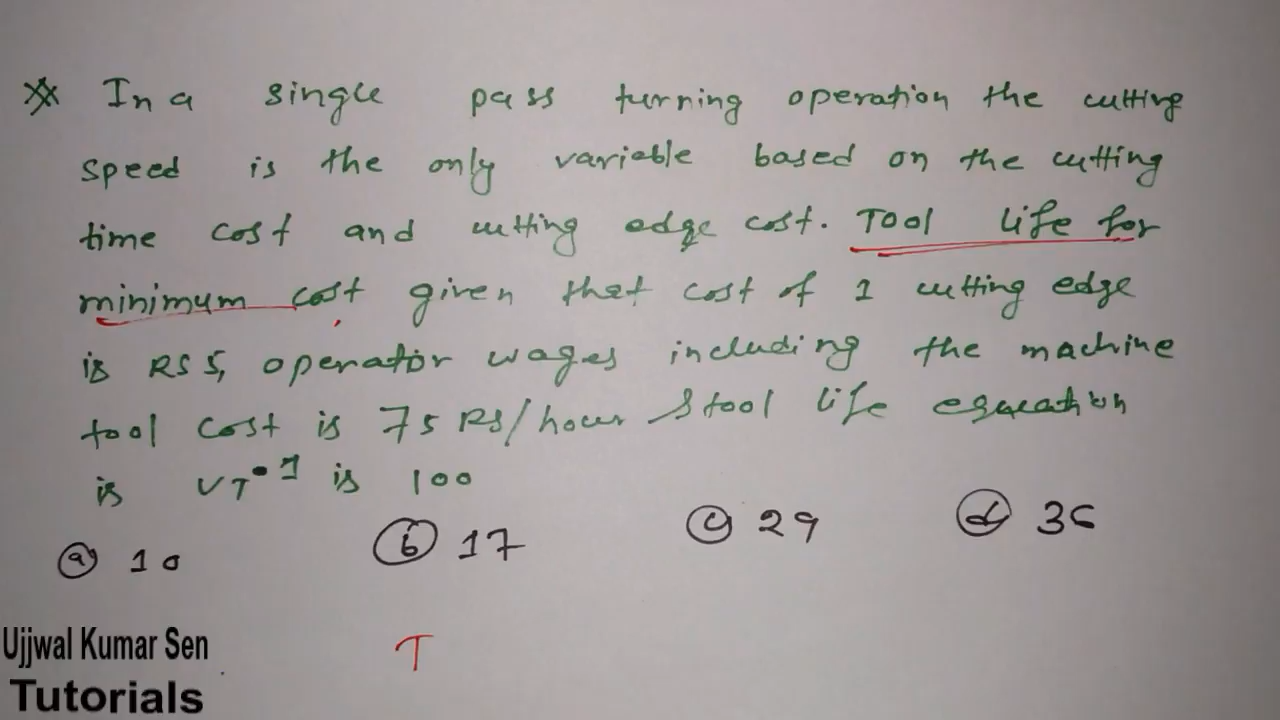 In a single pass turning operation the cutting
speed is the only variable based on the cutting
time cost and cutting edge cost. Tool life for
minimum cost given that cost of 1 cutting edge
is RS 5, operator wages including the machine
tool cost is 75 RS/hour & tool life equation
is VT^•1 is 100
(a) 10 (b) 17 (c) 29 (d) 36
T
Ujjwal Kumar Sen
Tutorials